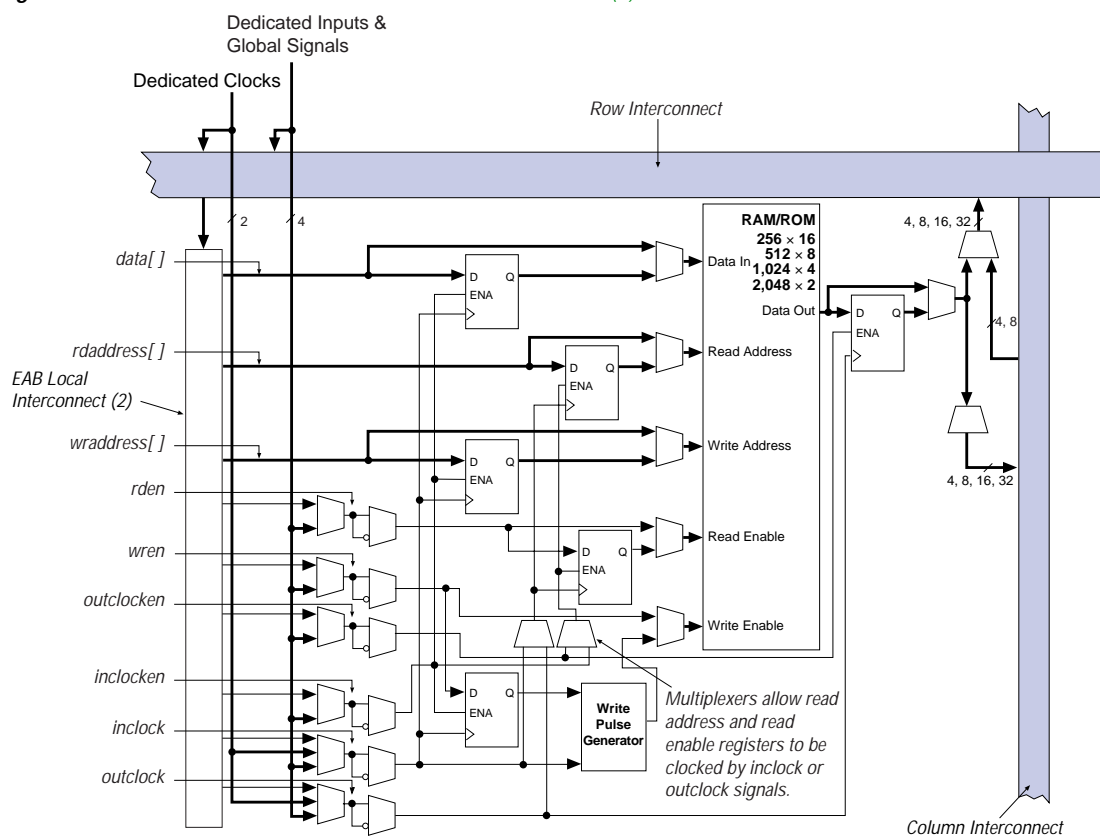 Dedicated Inputs &
Global Signals
Dedicated Clocks
Row Interconnect
2
4
RAM/ROM
256 × 16
512 × 8
1,024 × 4
2,048 × 2
4, 8, 16, 32
data[ ]
D
Q
ENA
Data In
Data Out
D
Q
ENA
4, 8
rdaddress[ ]
D
Q
ENA
Read Address
EAB Local
Interconnect (2)
wraddress[ ]
D
Q
ENA
Write Address
4, 8, 16, 32
rden
D
Q
ENA
Read Enable
wren
outclocken
Write Enable
inclocken
D
Q
ENA
Write
Pulse
Generator
Multiplexers allow read
address and read
enable registers to be
clocked by inclock or
outclock signals.
inclock
outclock
Column Interconnect